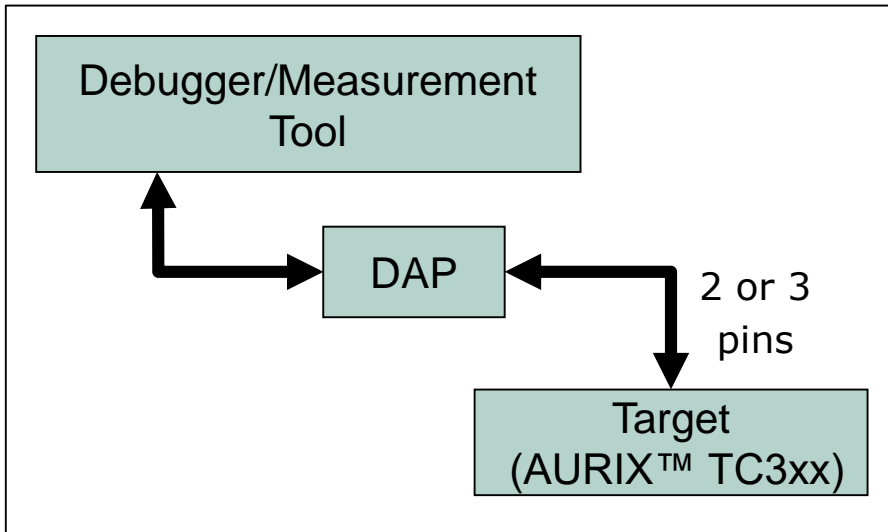 Debugger/Measurement
Tool
DAP
2 or 3
pins
Target
(AURIX™ TC3xx)